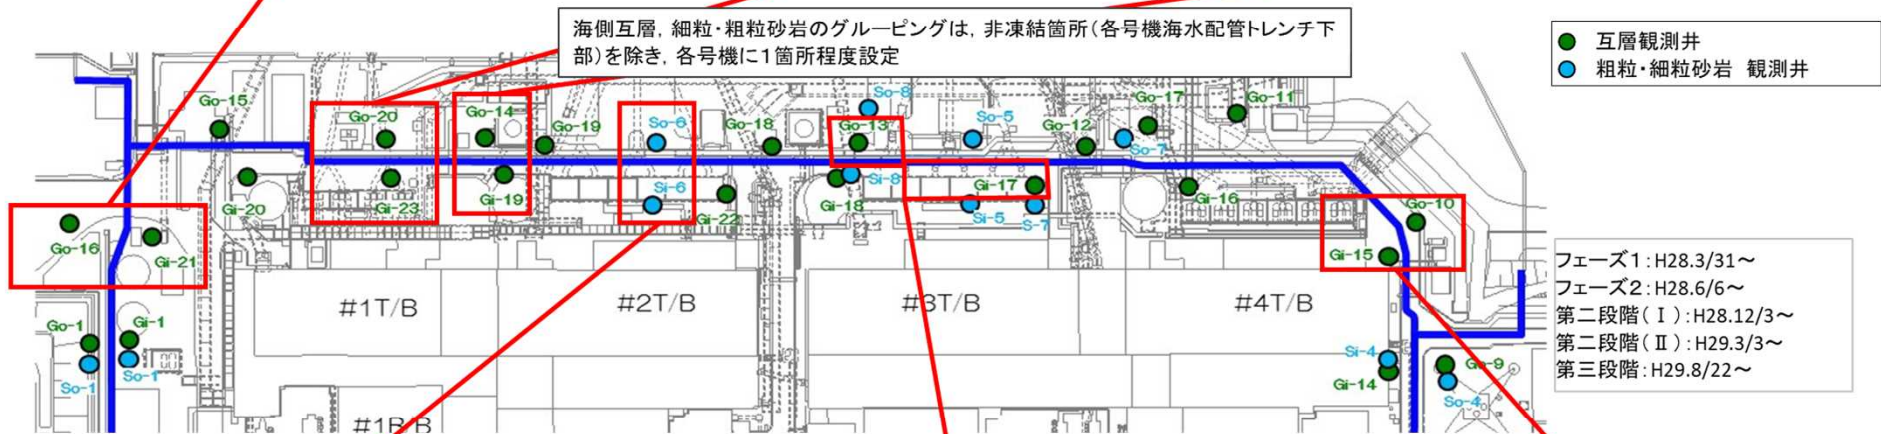 海側互層，細粒・粗粒砂岩のグルーピングは，非凍結箇所（各号機海水配管トレンチ下
部）を除き，各号機に１箇所程度設定
互層観測井
粗粒・細粒砂岩　観測井
Go-15
Go-20
Go-14
Go-19
So-6
Go-18
So-8
Go-13
So-5
Go-12
Go-17
So-7
Go-11
Gi-20
Gi-23
Gi-19
Si-6
Gi-22
Gi-18
Si-8
Gi-17
Si-5
S-7
Gi-16
Go-10
Gi-15
Go-16
Gi-21
#1T/B
#2T/B
#3T/B
#4T/B
Go-1
Gi-1
So-1
So-1
Si-4
Gi-14
Go-9
So-4
フェーズ１：H28.3/31～
フェーズ２：H28.6/6～
第二段階（Ⅰ）：H28.12/3～
第二段階（Ⅱ）：H29.3/3～
第三段階：H29.8/22～